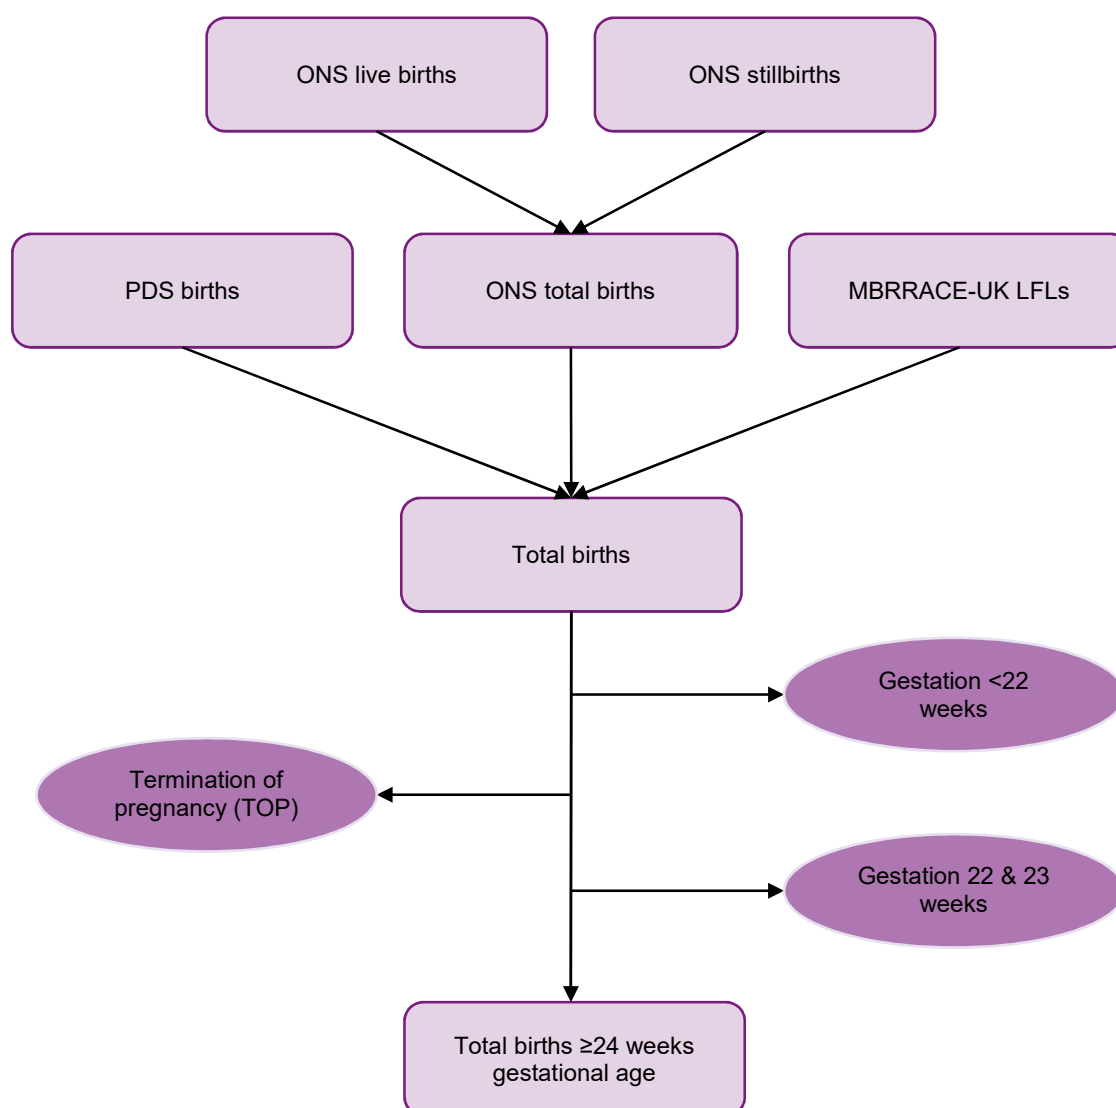 ONS live births
ONS stillbirths
PDS births
ONS total births
MBRRACE-UK LFLs
Total births
Gestation <22
weeks
Termination of
pregnancy (TOP)
Gestation 22 & 23
weeks
Total births ≥24 weeks
gestational age